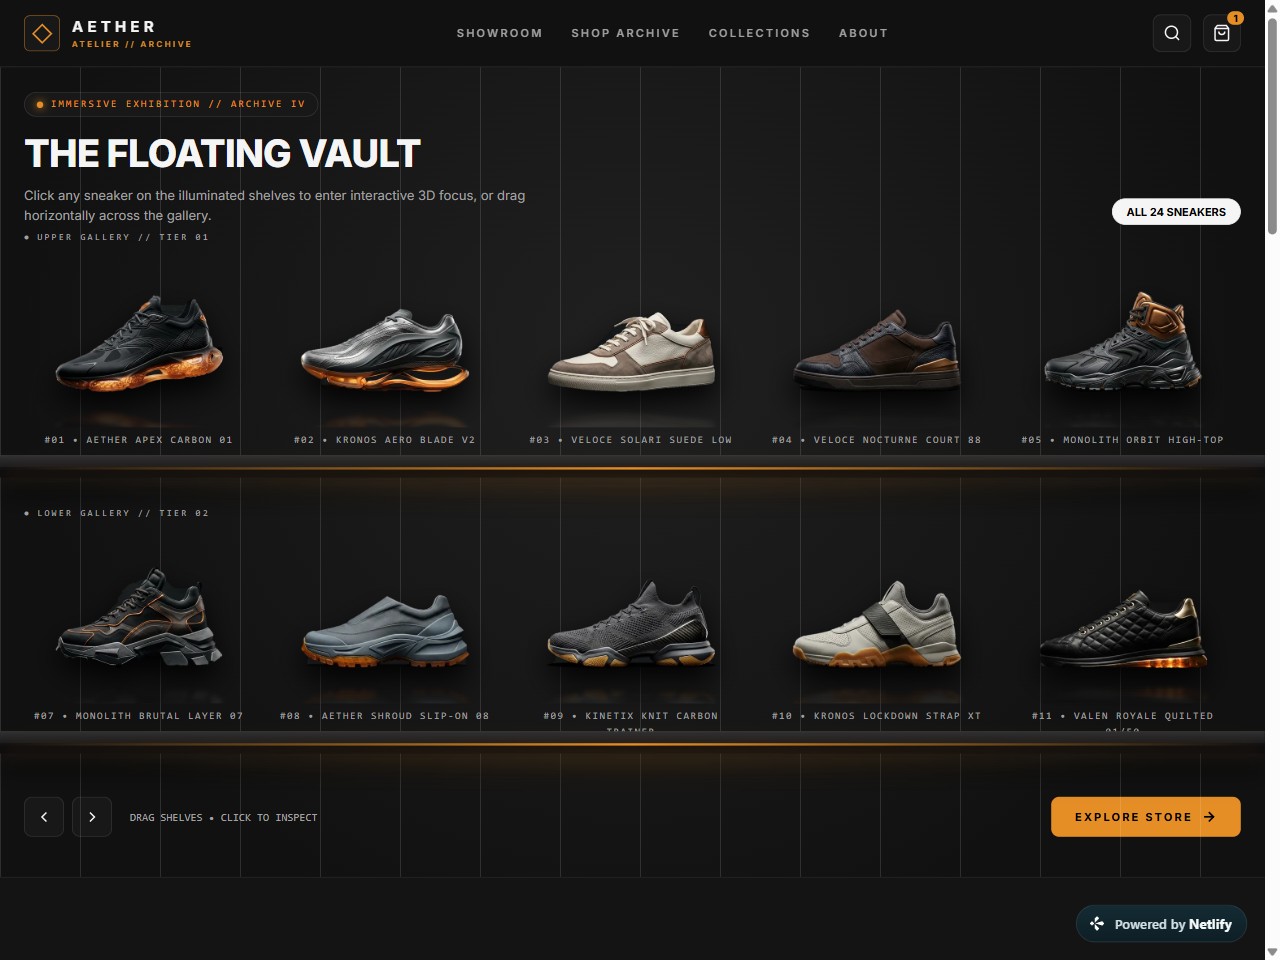 AETHER
ATELIER // ARCHIVE
SHOWROOM
SHOP ARCHIVE
COLLECTIONS
ABOUT
1
IMMERSIVE EXHIBITION // ARCHIVE IV
THE FLOATING VAULT
Click any sneaker on the illuminated shelves to enter interactive 3D focus, or drag
horizontally across the gallery.
ALL 24 SNEAKERS
• UPPER GALLERY // TIER 01
#01 • AETHER APEX CARBON 01
#02 • KRONOS AERO BLADE V2
#03 • VELOCE SOLARI SUEDE LOW
#04 • VELOCE NOCTURNE COURT 88
#05 • MONOLITH ORBIT HIGH-TOP
• LOWER GALLERY // TIER 02
#07 • MONOLITH BRUTAL LAYER 07
#08 • AETHER SHROUD SLIP-ON 08
#09 • KINETIX KNIT CARBON
TRAINER
#10 • KRONOS LOCKDOWN STRAP XT
#11 • VALEN ROYALE QUILTED
01/50
DRAG SHELVES • CLICK TO INSPECT
EXPLORE STORE →
Powered by Netlify